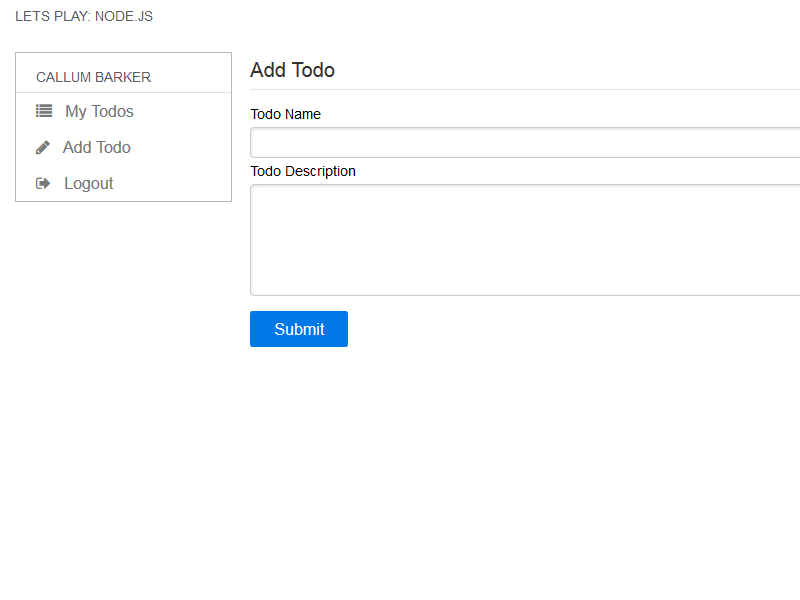 LETS PLAY: NODE.JS
CALLUM BARKER
My Todos
Add Todo
Logout
Add Todo
Todo Name
Todo Description
Submit